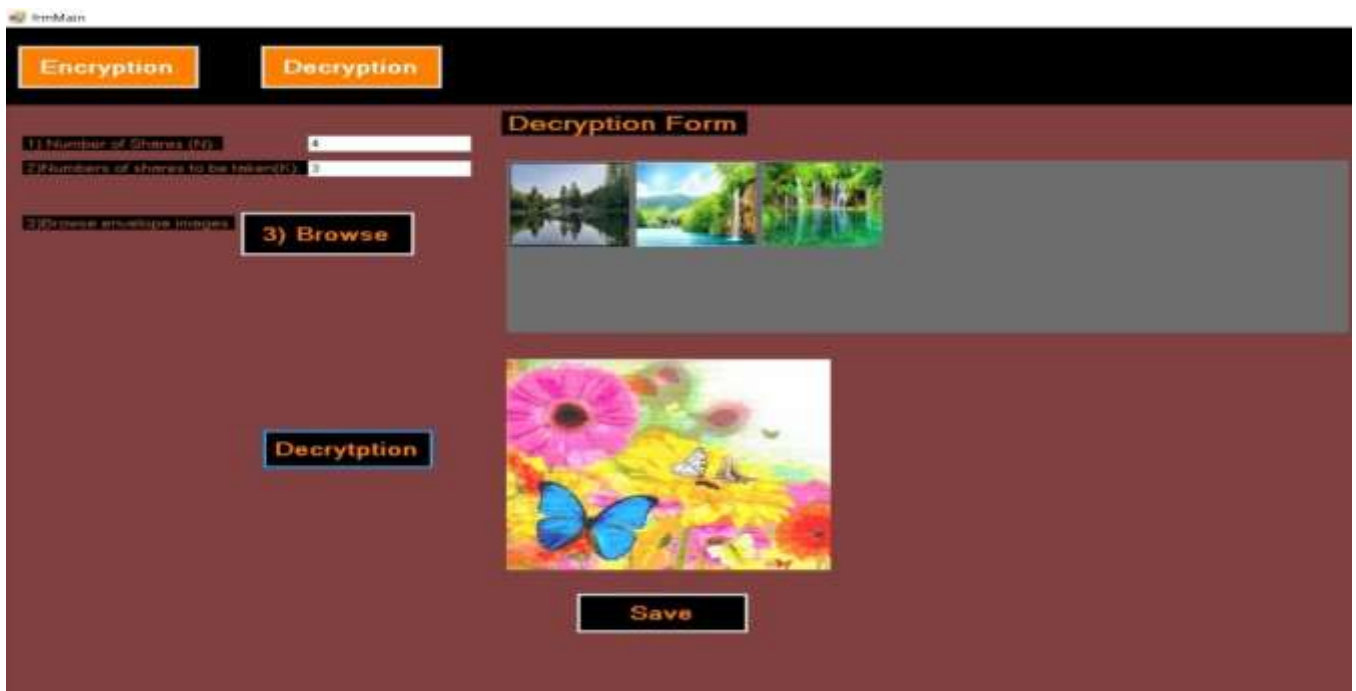 frmMain
Encryption
Decryption
Decryption Form
1) Number of Shares (N)
4
2)Numbers of shares to be taken(K)
3
3)Browse envelope images
3) Browse
Decrytption
Save